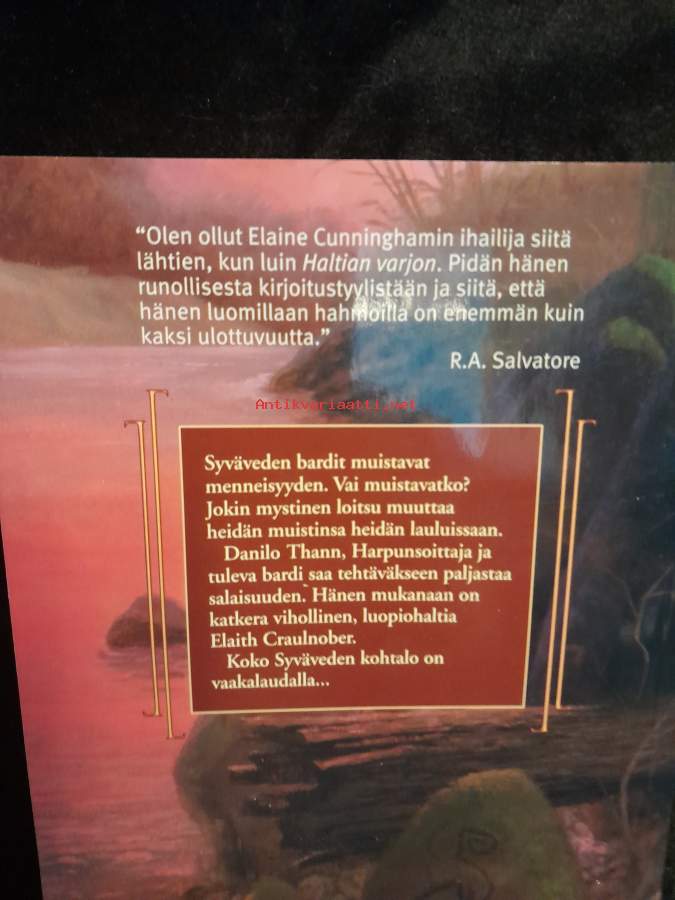 “Olen ollut Elaine Cunninghamin ihailija siitä
lähtien, kun luin Haltian varjon. Pidän hänen
runollisesta kirjoitustyylistään ja siitä, että
hänen luomillaan hahmoilla on enemmän kuin
kaksi ulottuvuutta.”
R.A. Salvatore
Antikvariaatti.net
Syväveden bardit muistavat
menneisyyden. Vai muistavatko?
Jokin mystinen loitsu muuttaa
heidän muistinsa heidän lauluissaan.
Danilo Thann, Harpunsoittaja ja
tuleva bardi saa tehtäväkseen paljastaa
salaisuuden. Hänen mukanaan on
katkera vihollinen, luopiohaltia
Elaith Craulnober.
Koko Syväveden kohtalo on
vaakalaudalla...